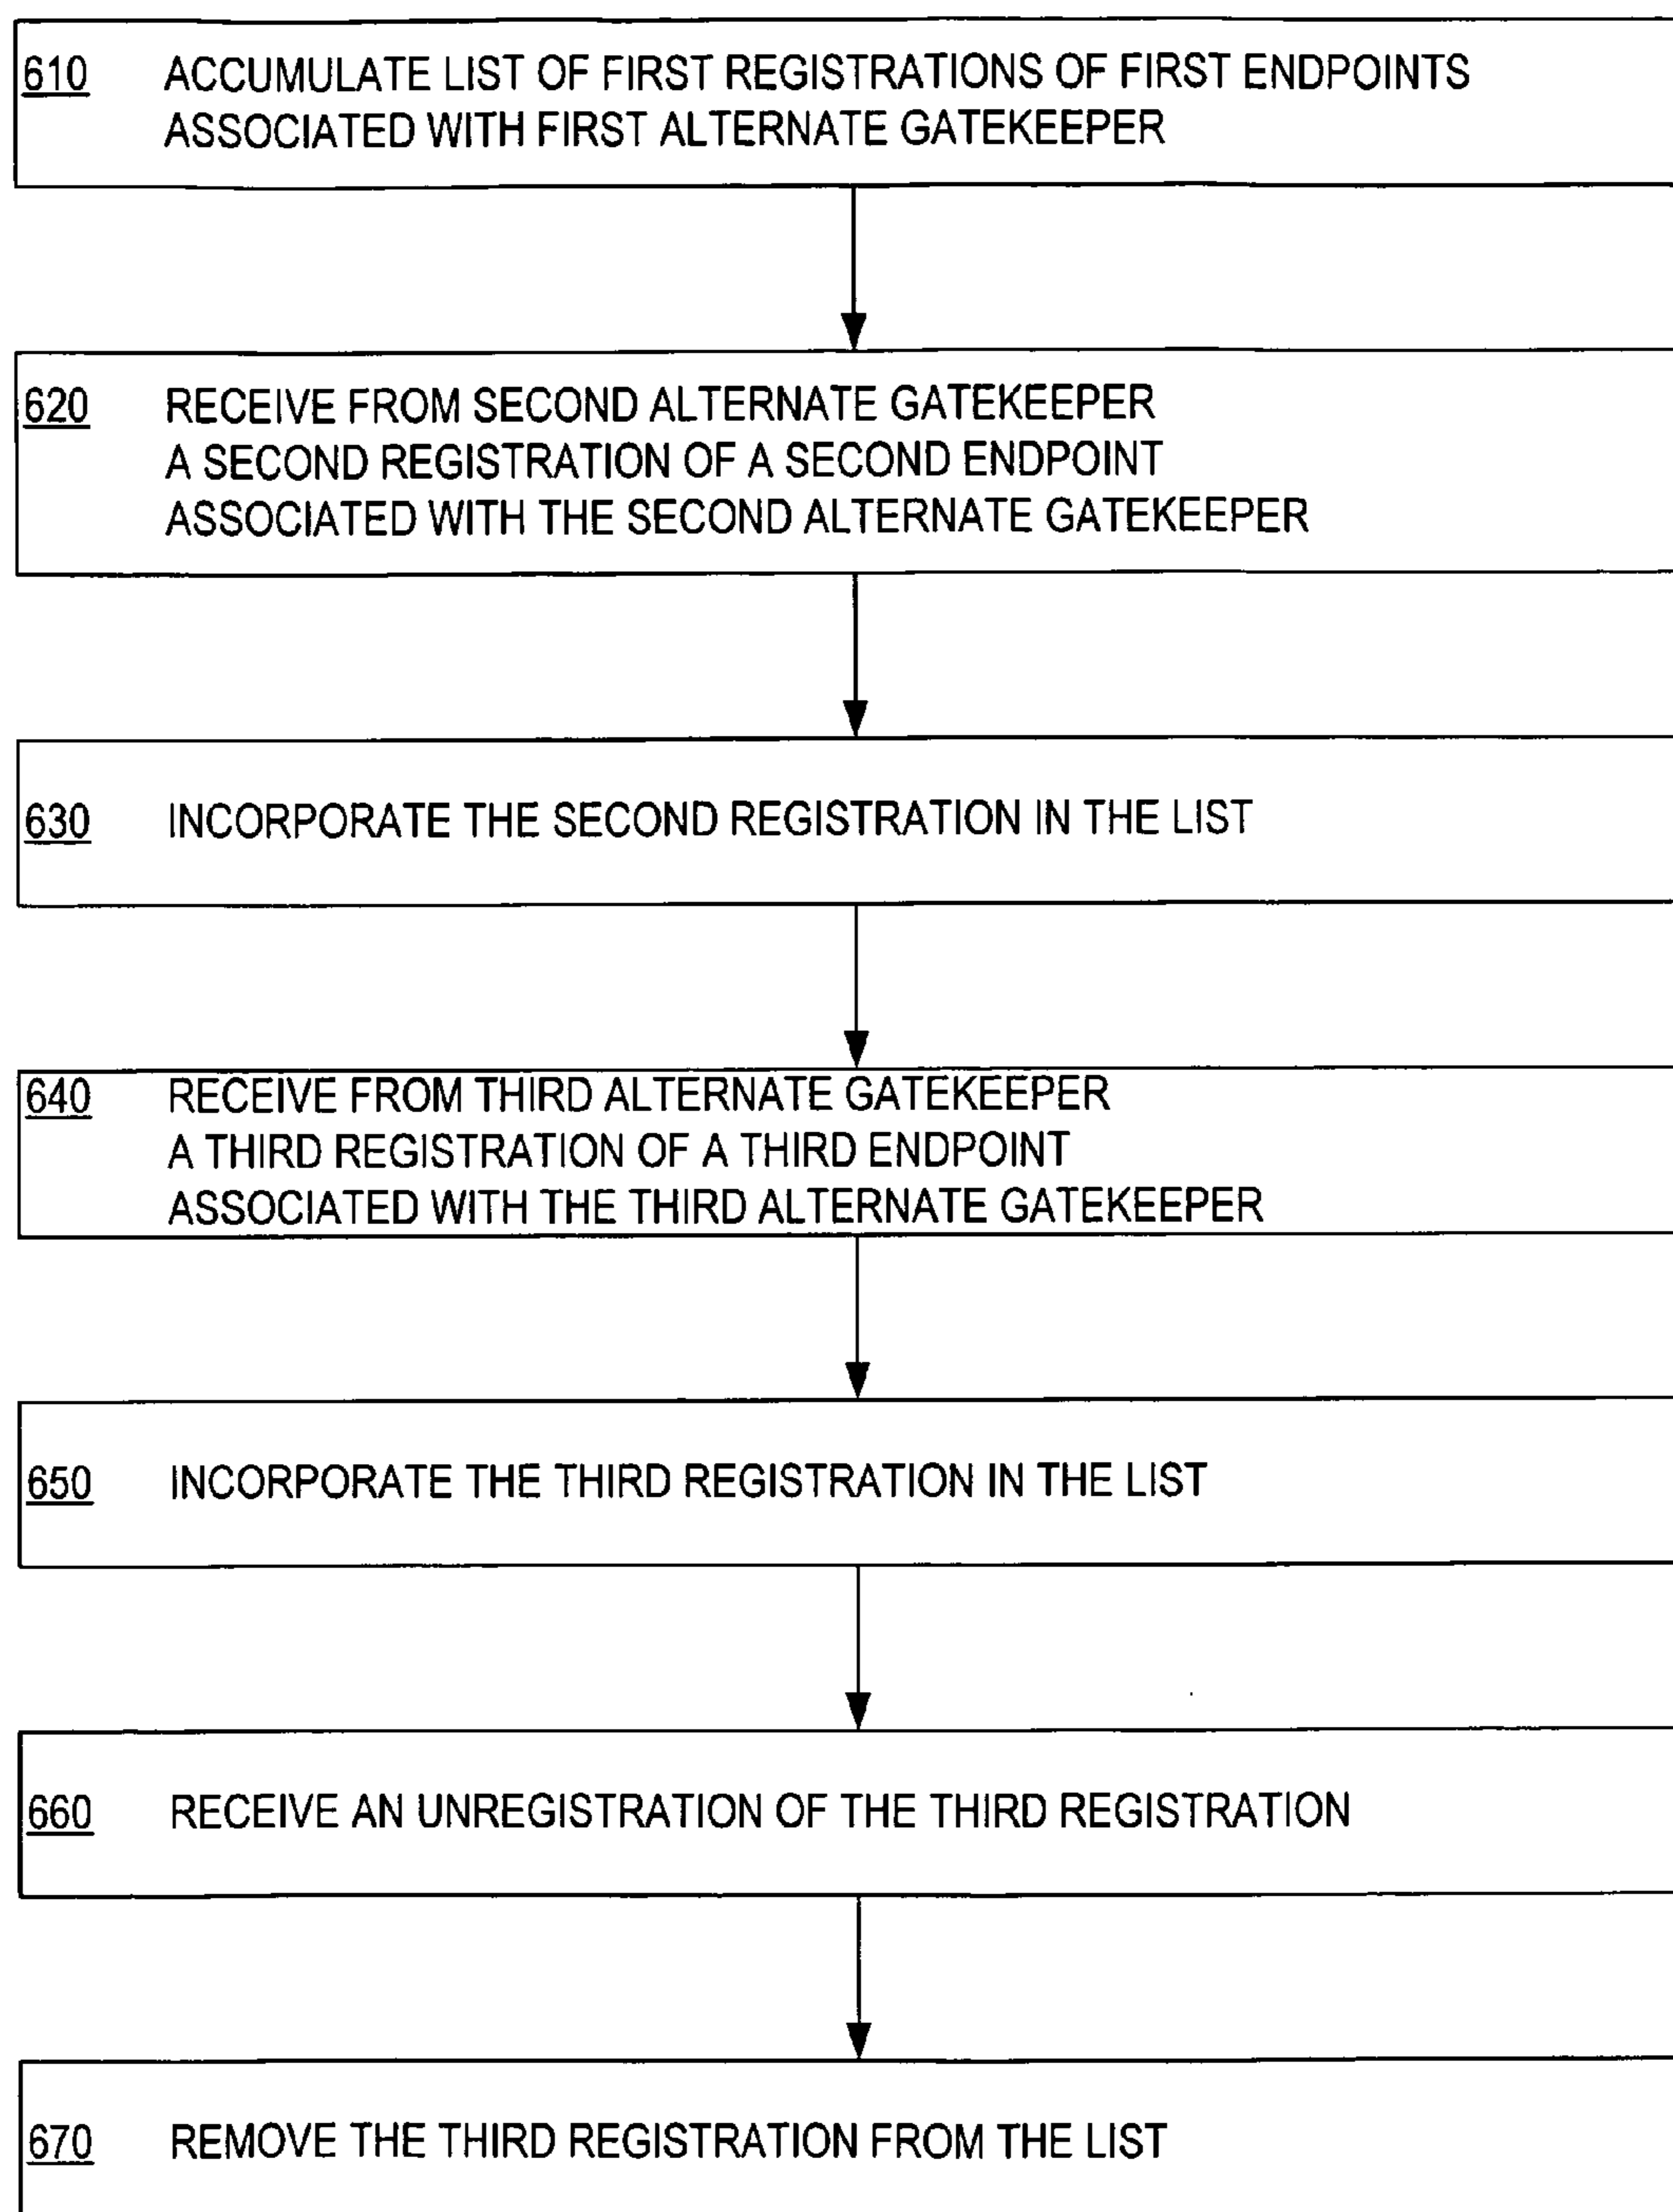 610 ACCUMULATE LIST OF FIRST REGISTRATIONS OF FIRST ENDPOINTS
ASSOCIATED WITH FIRST ALTERNATE GATEKEEPER
620 RECEIVE FROM SECOND ALTERNATE GATEKEEPER
A SECOND REGISTRATION OF A SECOND ENDPOINT
ASSOCIATED WITH THE SECOND ALTERNATE GATEKEEPER
630 INCORPORATE THE SECOND REGISTRATION IN THE LIST
640 RECEIVE FROM THIRD ALTERNATE GATEKEEPER
A THIRD REGISTRATION OF A THIRD ENDPOINT
ASSOCIATED WITH THE THIRD ALTERNATE GATEKEEPER
650 INCORPORATE THE THIRD REGISTRATION IN THE LIST
660 RECEIVE AN UNREGISTRATION OF THE THIRD REGISTRATION
670 REMOVE THE THIRD REGISTRATION FROM THE LIST